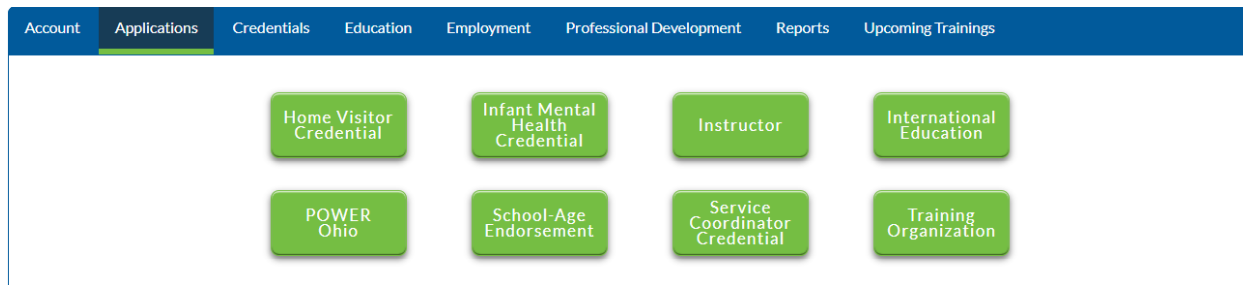 Account Applications Credentials Education Employment Professional Development Reports Upcoming Trainings
Home Visitor
Credential
Infant Mental
Health
Credential
Instructor
International
Education
POWER
Ohio
School-Age
Endorsement
Service
Coordinator
Credential
Training
Organization